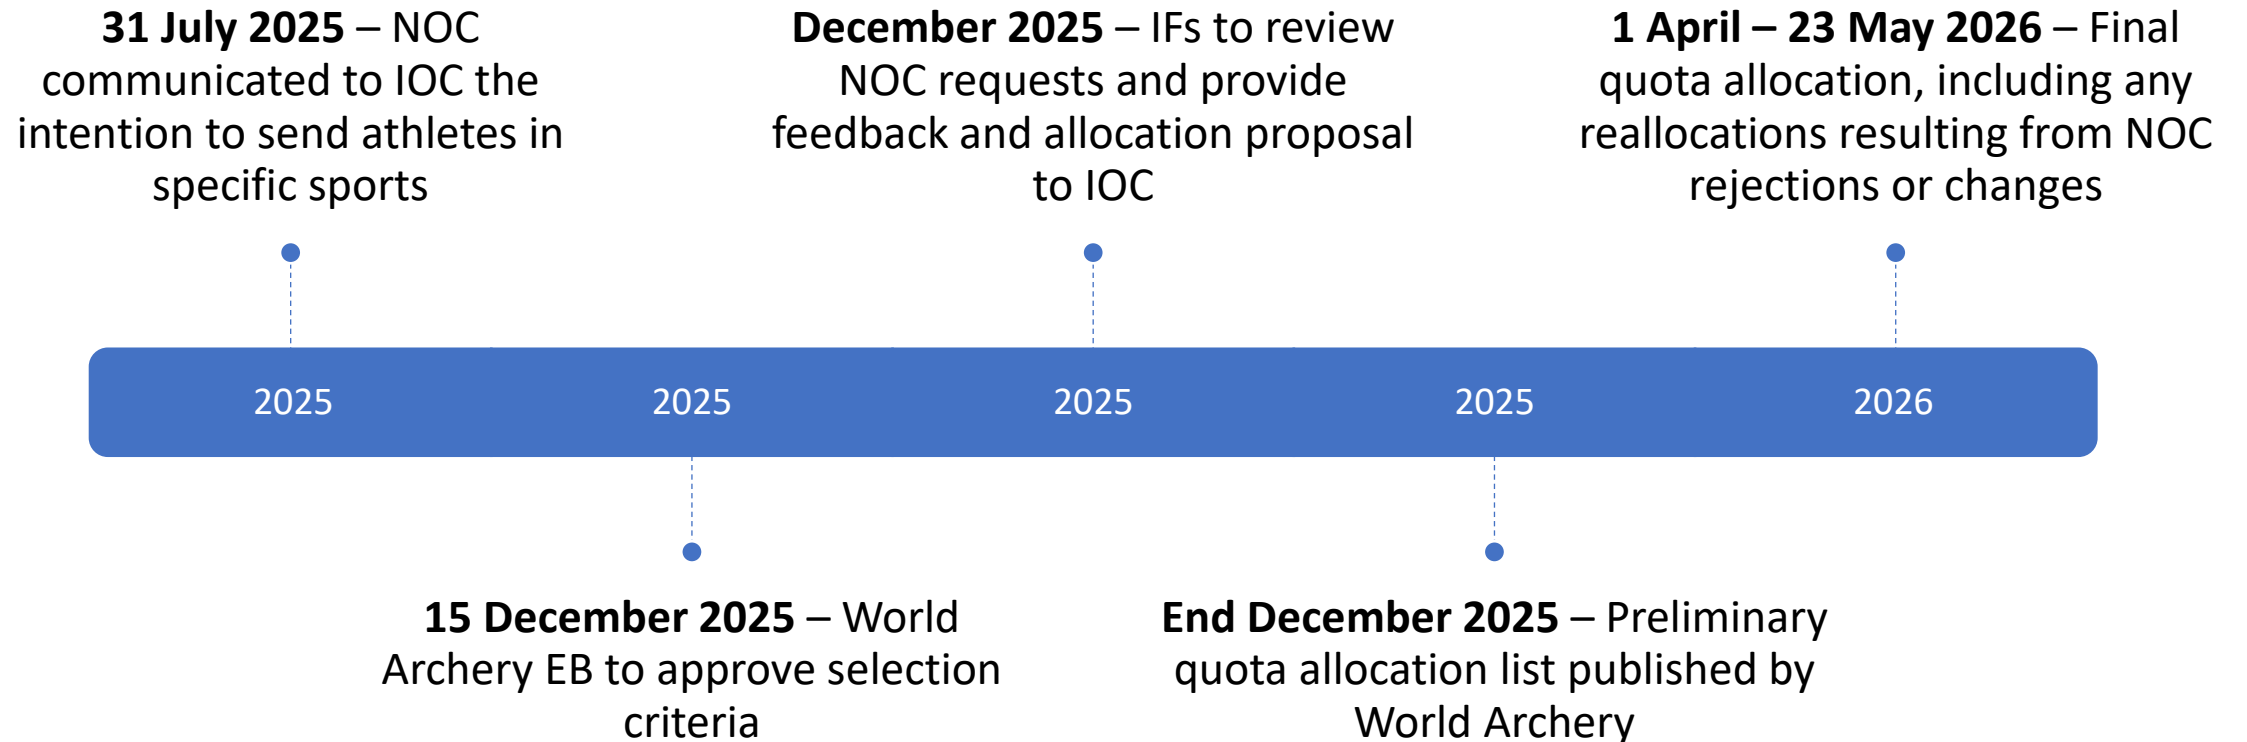 31 July 2025 – NOC
communicated to IOC the
intention to send athletes in
specific sports
December 2025 – IFs to review
NOC requests and provide
feedback and allocation proposal
to IOC
1 April – 23 May 2026 – Final
quota allocation, including any
reallocations resulting from NOC
rejections or changes
2025
2025
2025
2025
2026
15 December 2025 – World
Archery EB to approve selection
criteria
End December 2025 – Preliminary
quota allocation list published by
World Archery